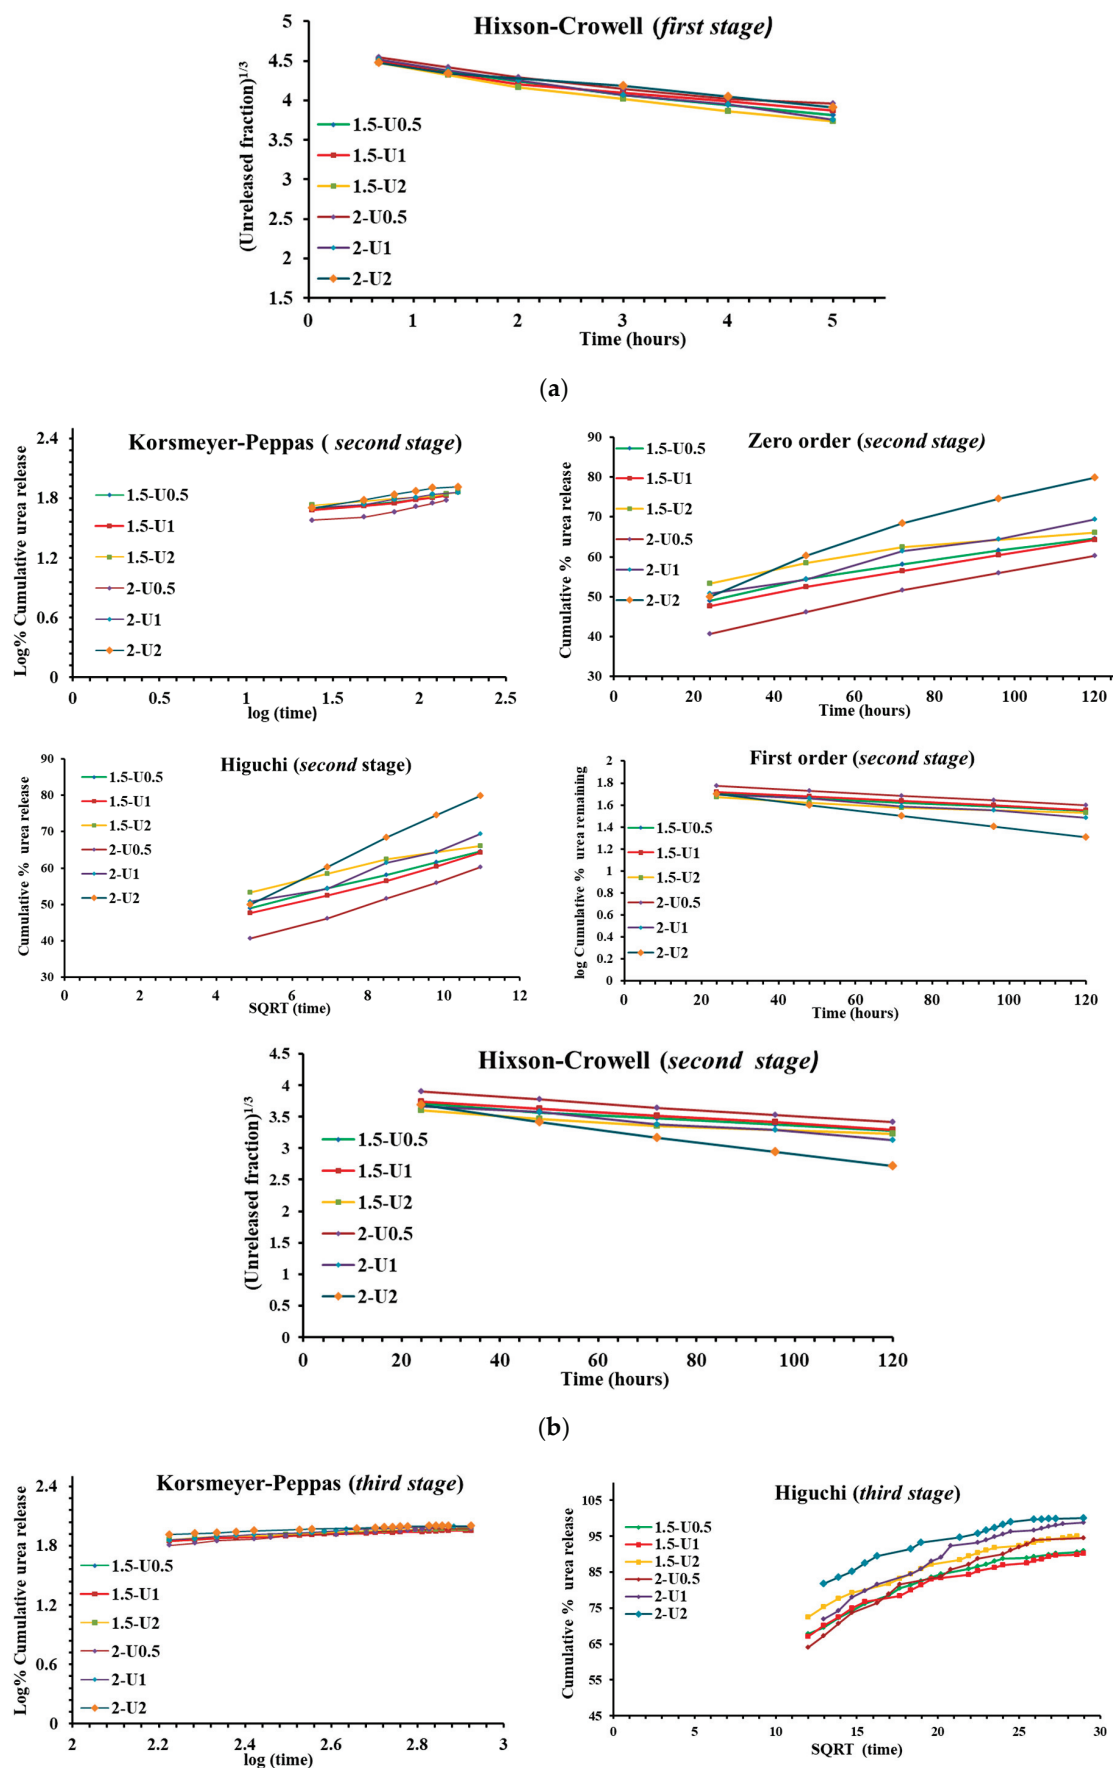 Hixson-Crowell (first stage)
(Unreleased fraction)1/3
5
4.5
4
3.5
3
2.5
2
1.5
1.5-U0.5
1.5-U1
1.5-U2
2-U0.5
2-U1
2-U2
0 1 2 3 4 5
Time (hours)
(a)
Korsmeyer-Peppas ( second stage)
Log% Cumulative urea release
2.4
1.8
1.2
0.6
0
1.5-U0.5
1.5-U1
1.5-U2
2-U0.5
2-U1
2-U2
0 0.5 1 1.5 2 2.5
log (time)
Zero order (second stage)
Cumulative % urea release
90
80
70
60
50
40
30
1.5-U0.5
1.5-U1
1.5-U2
2-U0.5
2-U1
2-U2
0 20 40 60 80 100 120
Time (hours)
Higuchi (second stage)
Cumulative % urea release
90
80
70
60
50
40
30
1.5-U0.5
1.5-U1
1.5-U2
2-U0.5
2-U1
2-U2
0 2 4 6 8 10 12
SQRT (time)
First order (second stage)
log Cumulative % urea remaining
2
1.8
1.6
1.4
1.2
1
0.8
0.6
0.4
0.2
0
1.5-U0.5
1.5-U1
1.5-U2
2-U0.5
2-U1
2-U2
0 20 40 60 80 100 120
Time (hours)
Hixson-Crowell (second stage)
(Unreleased fraction)1/3
4.5
4
3.5
3
2.5
2
1.5
1
0.5
0
1.5-U0.5
1.5-U1
1.5-U2
2-U0.5
2-U1
2-U2
0 20 40 60 80 100 120
Time (hours)
(b)
Korsmeyer-Peppas (third stage)
Log% Cumulative urea release
2.4
1.8
1.2
0.6
0
1.5-U0.5
1.5-U1
1.5-U2
2-U0.5
2-U1
2-U2
2 2.2 2.4 2.6 2.8 3
log (time)
Higuchi (third stage)
Cumulative % urea release
105
95
85
75
65
55
45
1.5-U0.5
1.5-U1
1.5-U2
2-U0.5
2-U1
2-U2
0 5 10 15 20 25 30
SQRT (time)